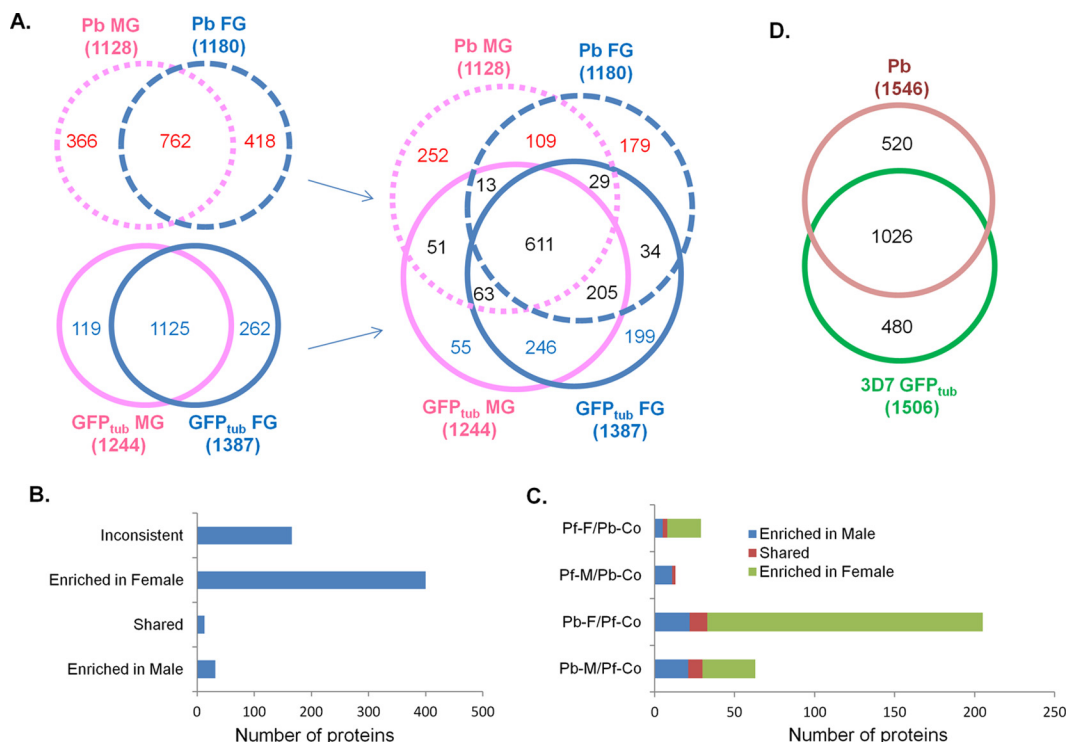 A.
Pb MG
(1128)
Pb FG
(1180)
366
762
418
119
1125
262
GFPtub MG
(1244)
GFPtub FG
(1387)
Pb MG
(1128)
Pb FG
(1180)
252
109
179
13
29
51
611
34
63
205
55
246
199
GFPtub MG
(1244)
GFPtub FG
(1387)
D.
Pb
(1546)
520
1026
480
3D7 GFPtub
(1506)
B.
Inconsistent
Enriched in Female
Shared
Enriched in Male
0 100 200 300 400 500
Number of proteins
C.
Pf-F/Pb-Co
Pf-M/Pb-Co
Pb-F/Pf-Co
Pb-M/Pf-Co
Enriched in Male
Shared
Enriched in Female
0 50 100 150 200 250
Number of proteins